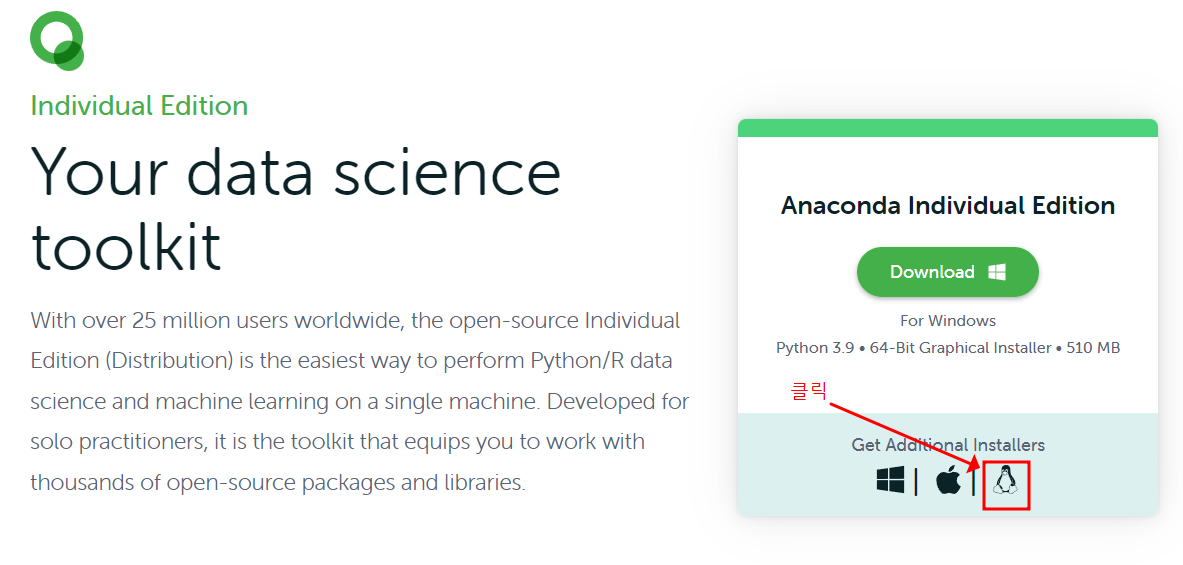 Individual Edition
Your data science
toolkit
With over 25 million users worldwide, the open-source Individual
Edition (Distribution) is the easiest way to perform Python/R data
science and machine learning on a single machine. Developed for
solo practitioners, it is the toolkit that equips you to work with
thousands of open-source packages and libraries.
Anaconda Individual Edition
Download
For Windows
Python 3.9 • 64-Bit Graphical Installer • 510 MB
클릭
Get Additional Installers
| |